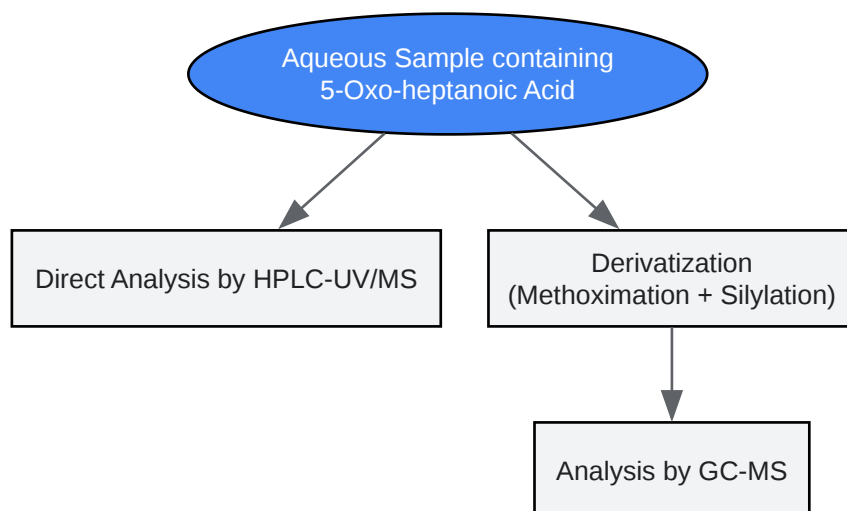 Aqueous Sample containing
5-Oxo-heptanoic Acid
Direct Analysis by HPLC-UV/MS
Derivatization
(Methoximation + Silylation)
Analysis by GC-MS